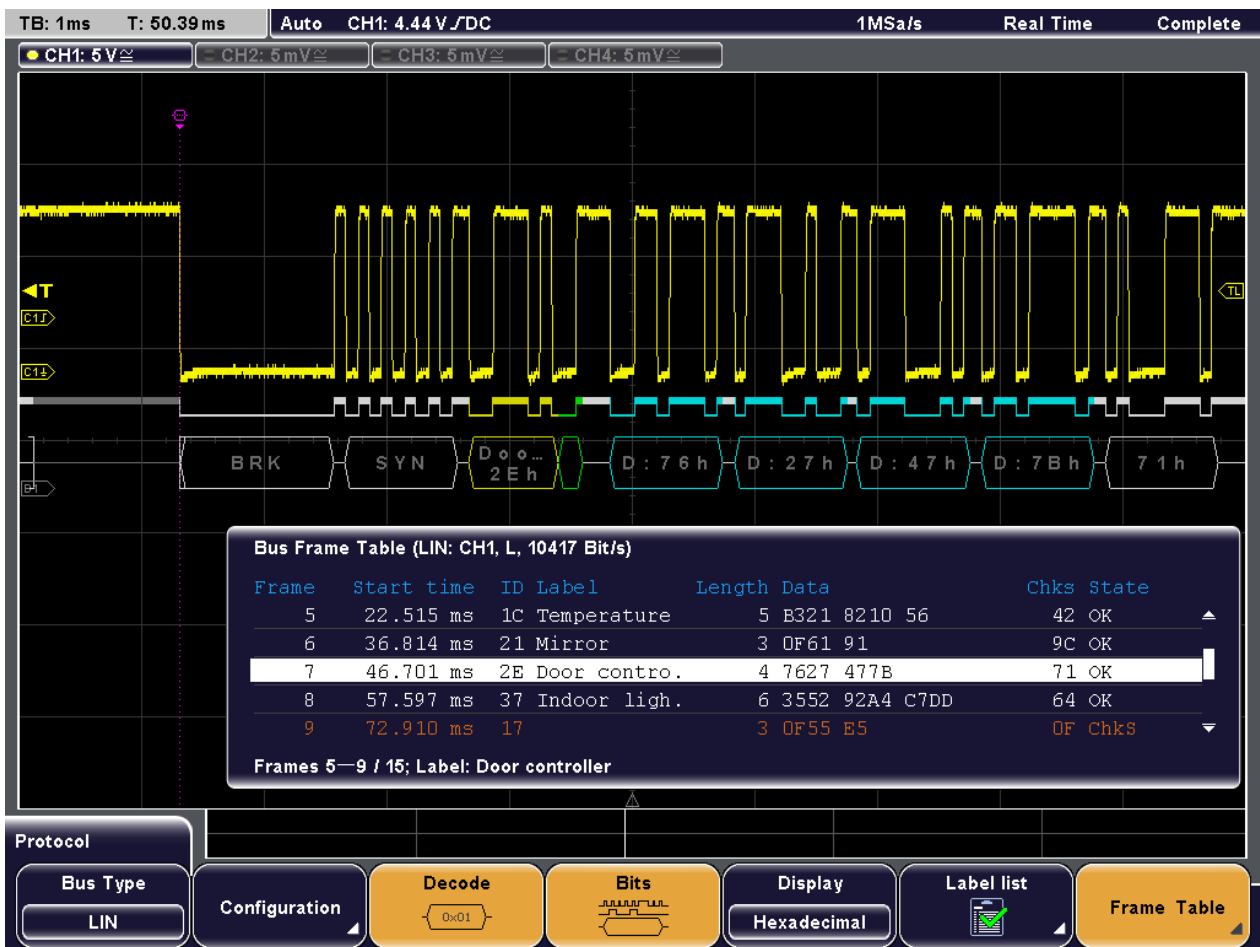 TB: 1ms T: 50.39 ms Auto CH1: 4.44 V DC 1MSa/s Real Time Complete
CH1: 5 V≅ CH2: 5 mV≅ CH3: 5 mV≅ CH4: 5 mV≅
T
TL
C1
C1
BRK SYN Doo... 2Eh D:76h D:27h D:47h D:7Bh 71h
Bus Frame Table (LIN: CH1, L, 10417 Bit/s)
Frame Start time ID Label Length Data Chks State
5 22.515 ms 1C Temperature 5 B321 8210 56 42 OK
6 36.814 ms 21 Mirror 3 0F61 91 9C OK
7 46.701 ms 2E Door contro. 4 7627 477B 71 OK
8 57.597 ms 37 Indoor ligh. 6 3552 92A4 C7DD 64 OK
9 72.910 ms 17 3 0F55 E5 0F ChkS
Frames 5—9 / 15; Label: Door controller
Protocol
Bus Type Configuration Decode Bits Display Label list Frame Table
LIN 0x01 Hexadecimal